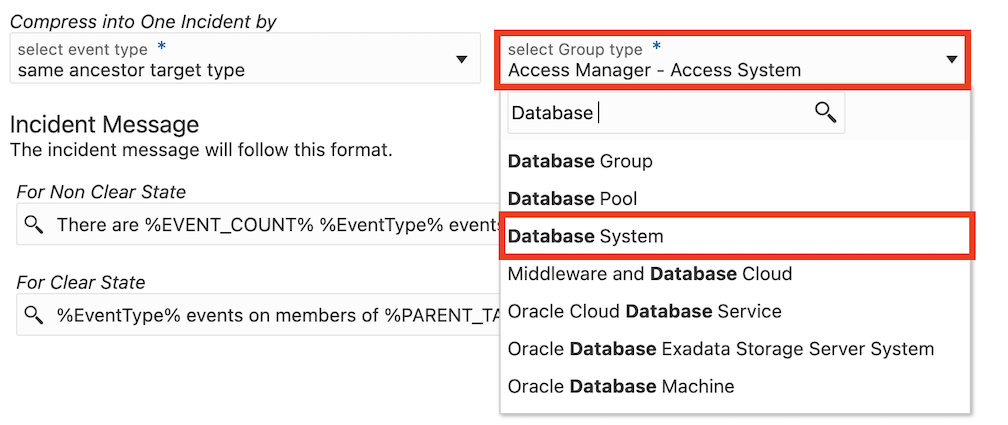 Compress into One Incident by
select event type *
same ancestor target type
select Group type *
Access Manager - Access System
Database
Database Group
Database Pool
Database System
Middleware and Database Cloud
Oracle Cloud Database Service
Oracle Database Exadata Storage Server System
Oracle Database Machine
Incident Message
The incident message will follow this format.
For Non Clear State
There are %EVENT_COUNT% %EventType% events
For Clear State
%EventType% events on members of %PARENT_TA